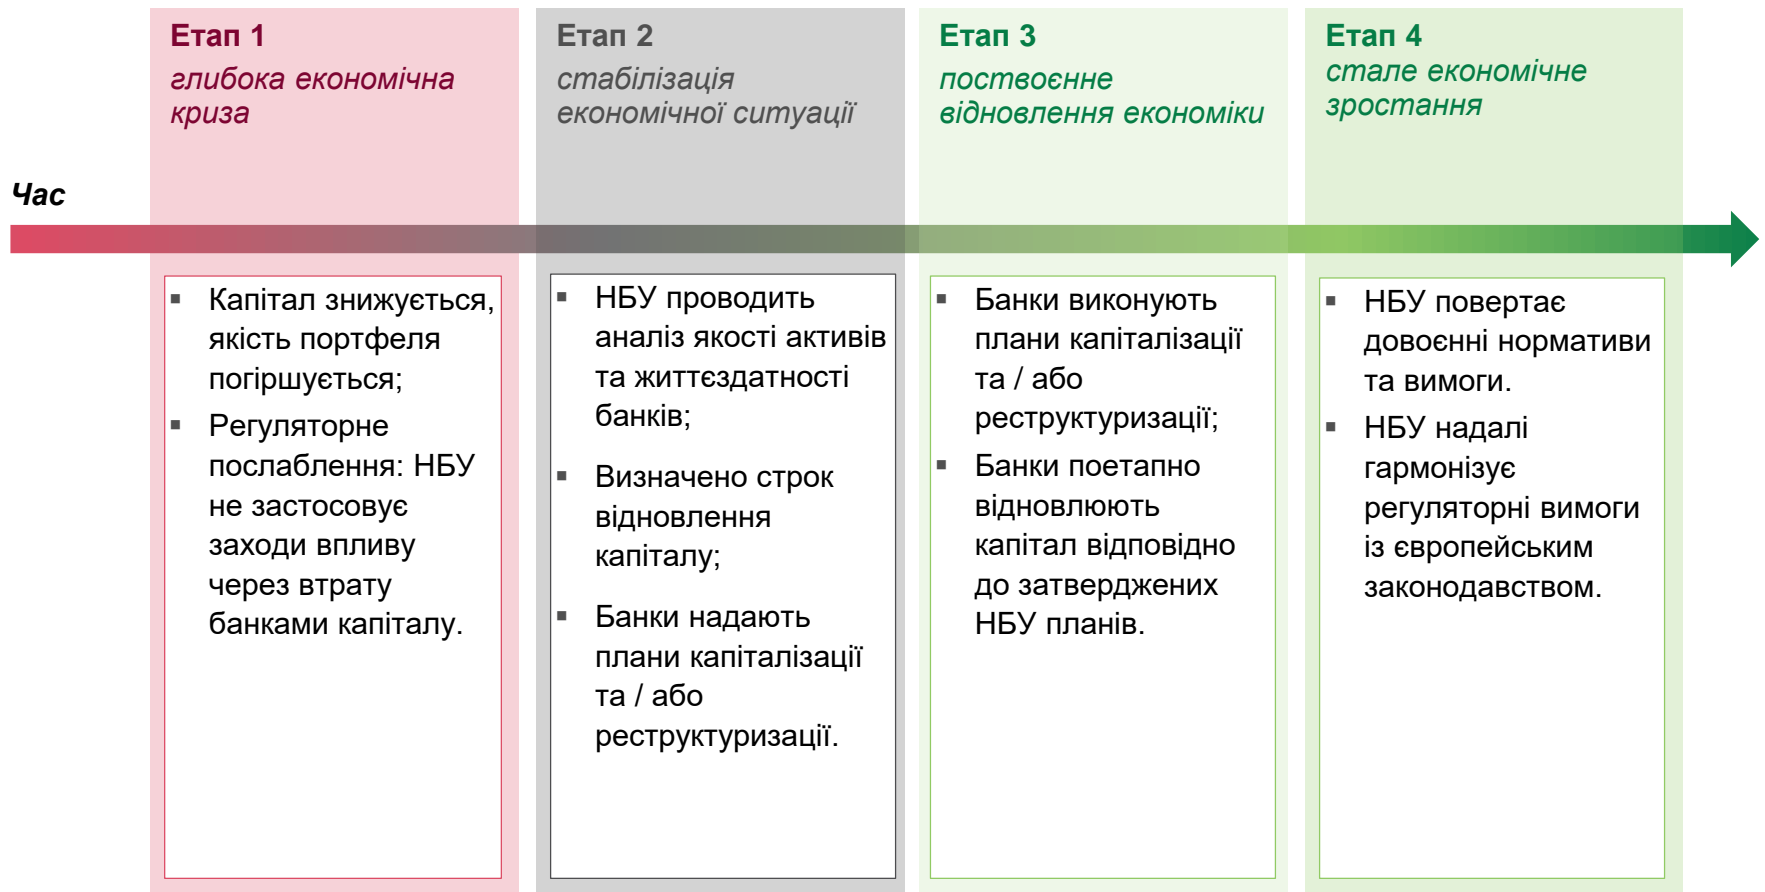 Етап 1
глибока економічна
криза
Етап 2
стабілізація
економічної ситуації
Етап 3
поствоєнне
відновлення економіки
Етап 4
стале економічне
зростання
Час
▪ Капітал знижується,
якість портфеля
погіршується;
▪ Регуляторне
послаблення: НБУ
не застосовує
заходи впливу
через втрату
банками капіталу.
▪ НБУ проводить
аналіз якості активів
та життєздатності
банків;
▪ Визначено строк
відновлення
капіталу;
▪ Банки надають
плани капіталізації
та / або
реструктуризації.
▪ Банки виконують
плани капіталізації
та / або
реструктуризації;
▪ Банки поетапно
відновлюють
капітал відповідно
до затверджених
НБУ планів.
▪ НБУ повертає
довоєнні нормативи
та вимоги.
▪ НБУ надалі
гармонізує
регуляторні вимоги
із європейським
законодавством.